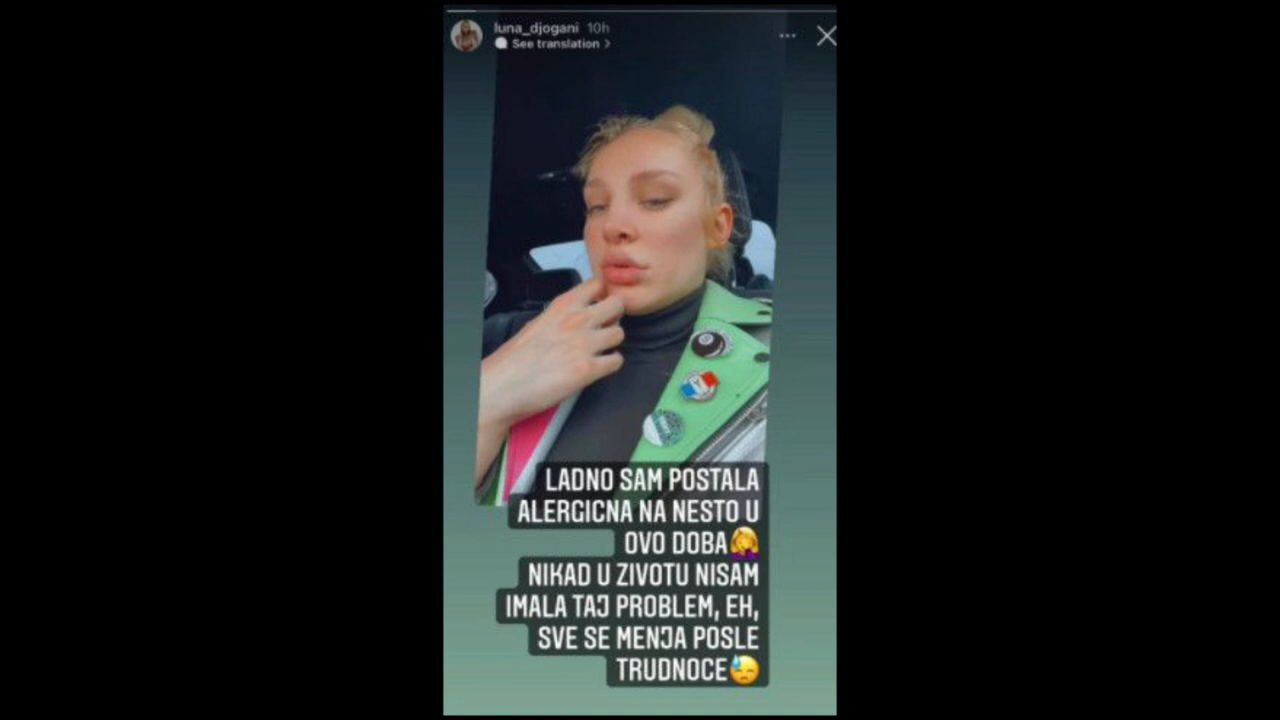 luna_djogani 10h
See translation >
LADNO SAM POSTALA
ALERGICNA NA NESTO U
OVO DOBA🤦‍♀️
NIKAD U ZIVOTU NISAM
IMALA TAJ PROBLEM, EH,
SVE SE MENJA POSLE
TRUDNOCE😓